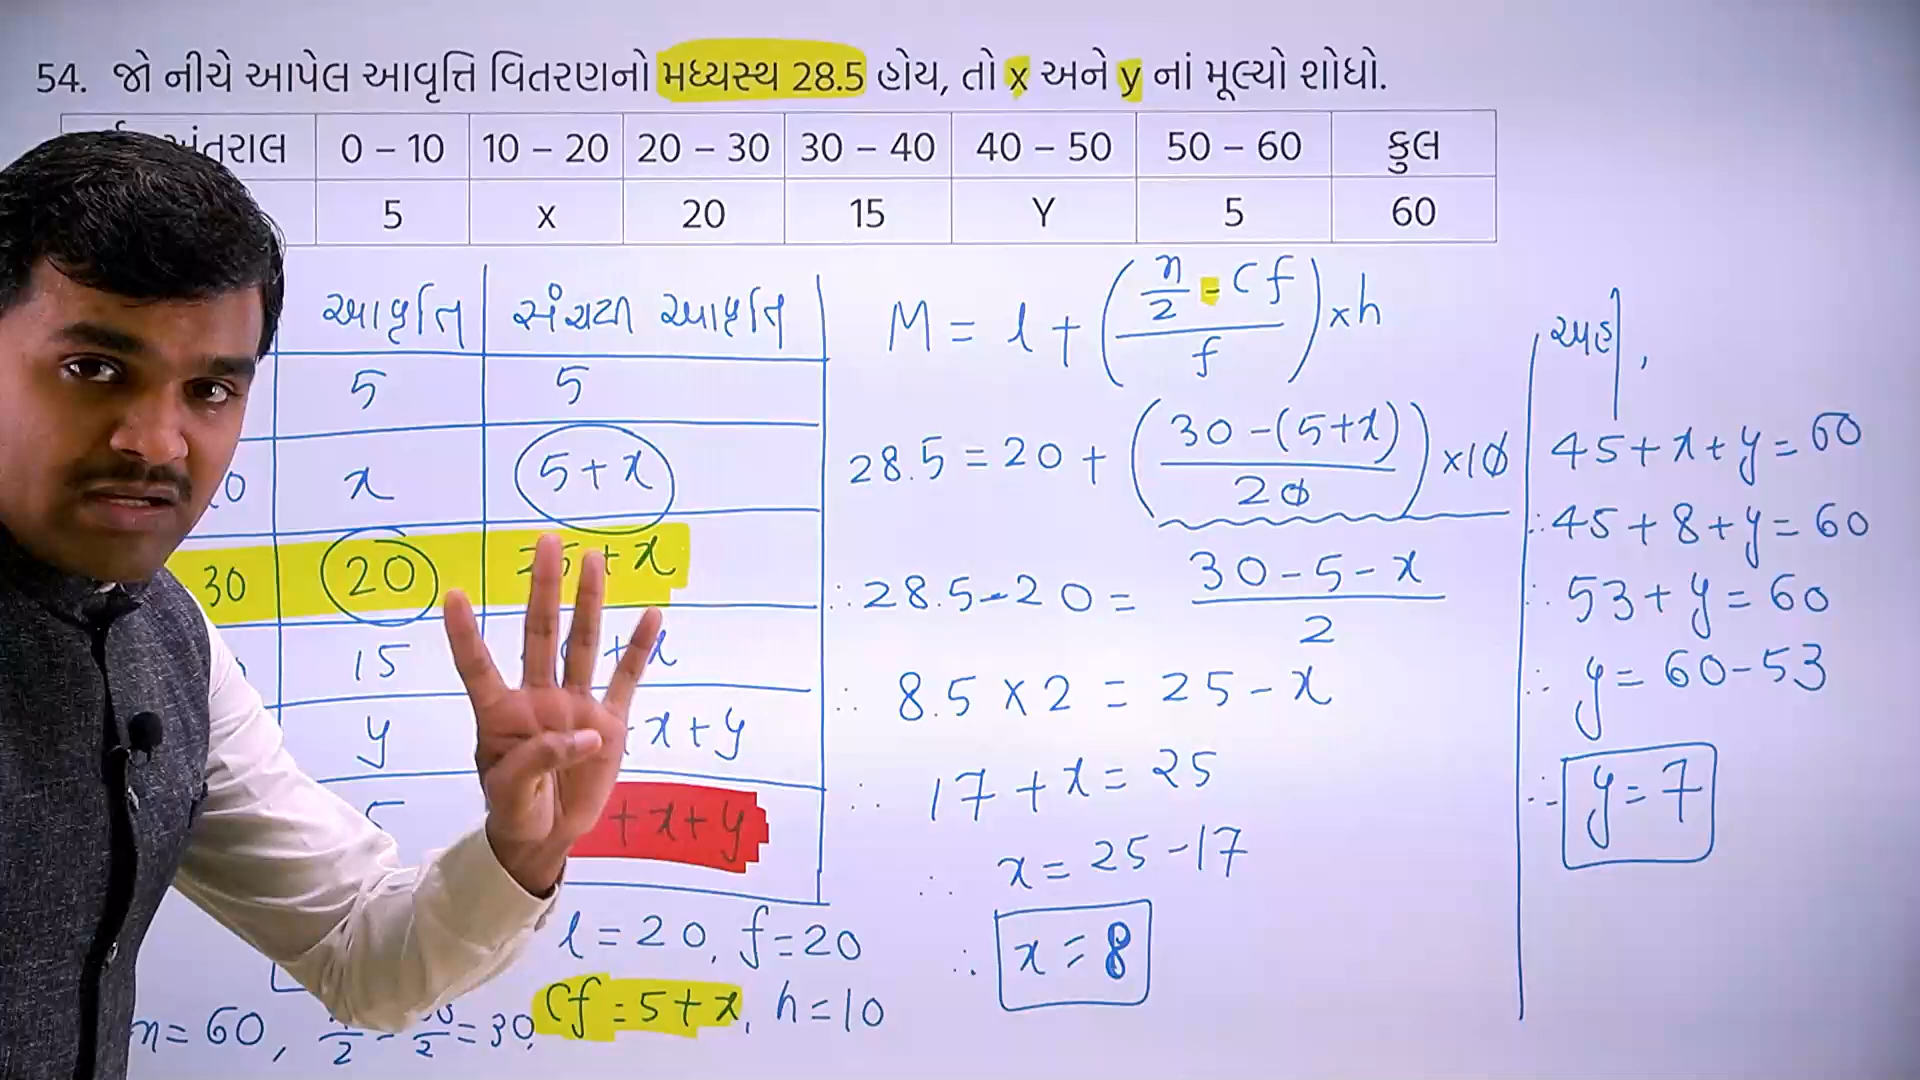 54. જો નીચે આપેલ આવૃત્તિ વિતરણનો મધ્યસ્થ 28.5 હોય, તો x અને y નાં મૂલ્યો શોધો.
0 – 10 10 – 20 20 – 30 30 – 40 40 – 50 50 – 60 કુલ
5 X 20 15 Y 5 60
આવૃત્તિ સંચયી આવૃત્તિ
5 5
x 5+x
30 20 25+x
15 +x
y +x+y
5 +x+y
l=20, f=20
n=60, n/2 = 60/2 =30, Cf=5+x, h=10
M = l + ( (n/2 - Cf) / f ) ×h
28.5 = 20 + ( (30-(5+x)) / 20 ) ×10
∴ 28.5-20 = (30-5-x) / 2
∴ 8.5×2 = 25-x
∴ 17+x=25
∴ x=25-17
∴ x=8
45+x+y=60
∴ 45+8+y=60
∴ 53+y=60
∴ y=60-53
∴ y=7